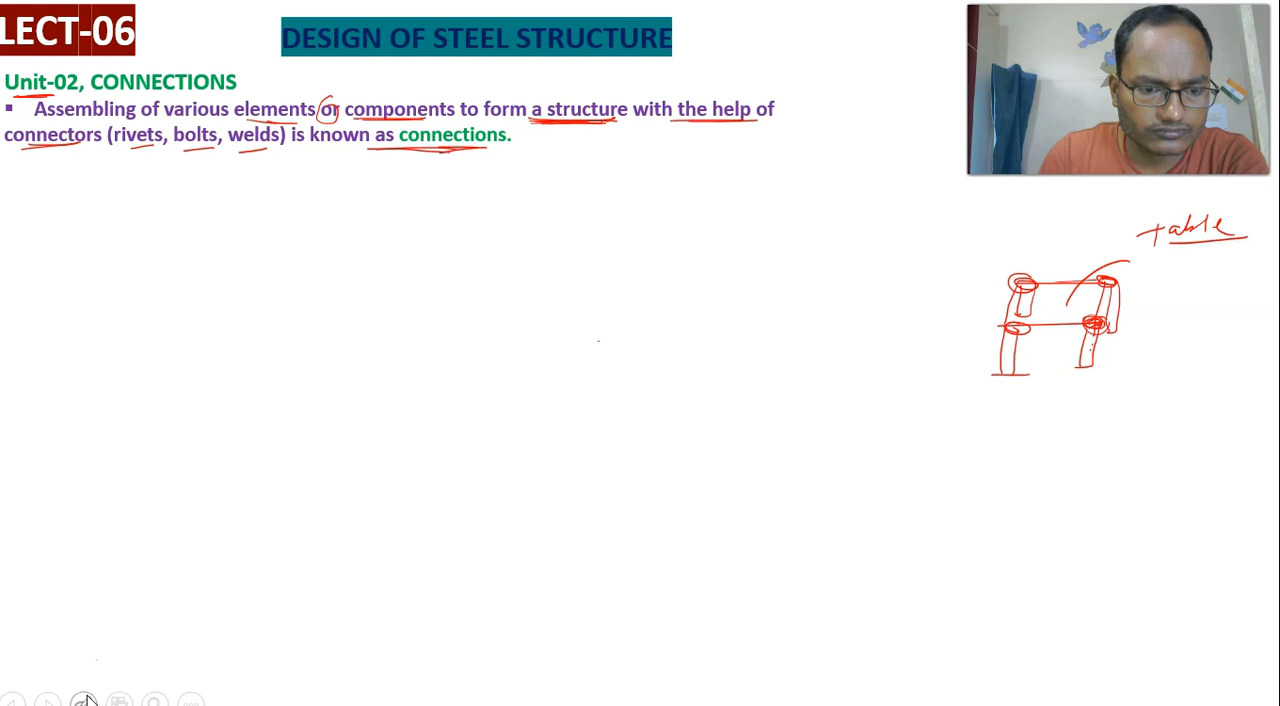 LECT-06
DESIGN OF STEEL STRUCTURE
Unit-02, CONNECTIONS
▪ Assembling of various elements or components to form a structure with the help of
connectors (rivets, bolts, welds) is known as connections.
table